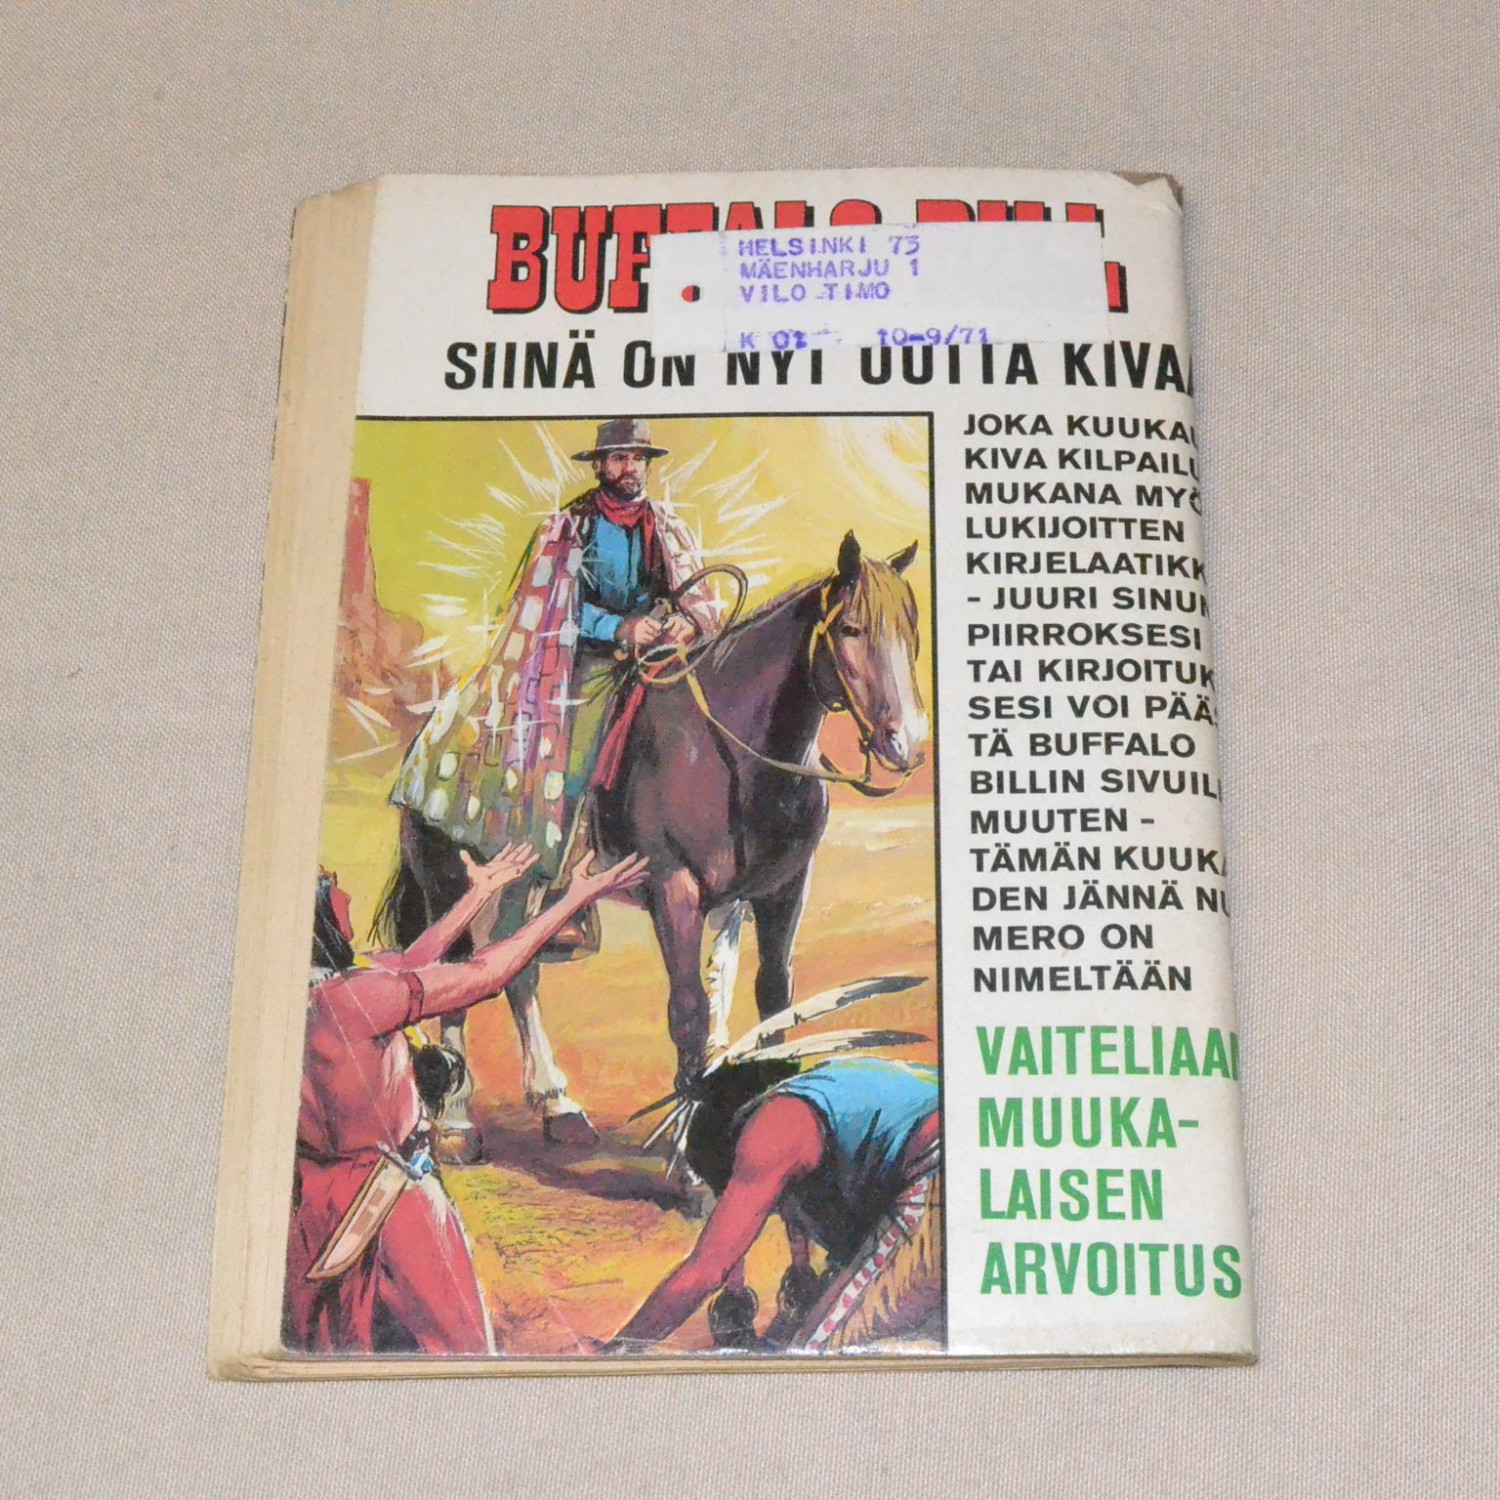 HELSINKI 73
MÄENHARJU 1
VILO TIMO
K 01 10-9/71
SIINÄ ON NYT UUTTA KIVAA
JOKA KUUKAU
KIVA KILPAILU
MUKANA MYÖ
LUKIJOITTEN
KIRJELAATIKK
- JUURI SINUN
PIIRROKSESI
TAI KIRJOITUK
SESI VOI PÄÄS
TÄ BUFFALO
BILLIN SIVUILL
MUUTEN -
TÄMÄN KUUKA
DEN JÄNNÄ NU
MERO ON
NIMELTÄÄN
VAITELIAAN
MUUKA-
LAISEN
ARVOITUS